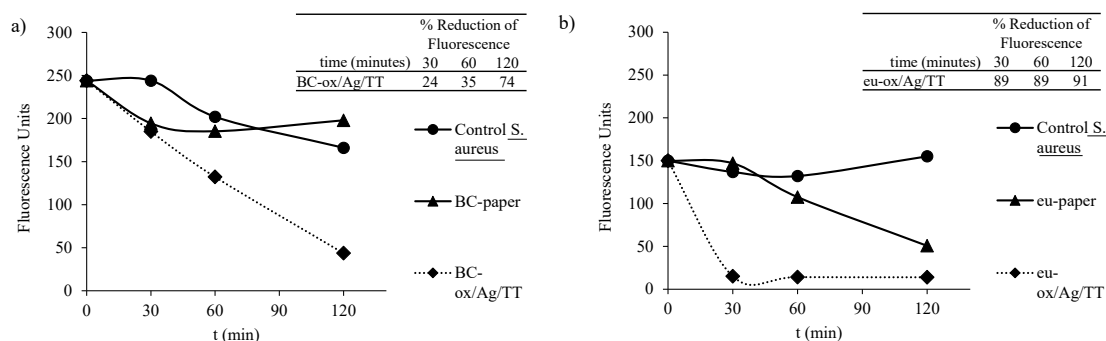 a)
% Reduction of
Fluorescence
time (minutes) 30 60 120
BC-ox/Ag/TT 24 35 74
Fluorescence Units
300
250
200
150
100
50
0
0 30 60 90 120
t (min)
Control S.
aureus
BC-paper
BC-
ox/Ag/TT
b)
% Reduction of
Fluorescence
time (minutes) 30 60 120
eu-ox/Ag/TT 89 89 91
Fluorescence Units
300
250
200
150
100
50
0
0 30 60 90 120
t (min)
Control S.
aureus
eu-paper
eu-
ox/Ag/TT